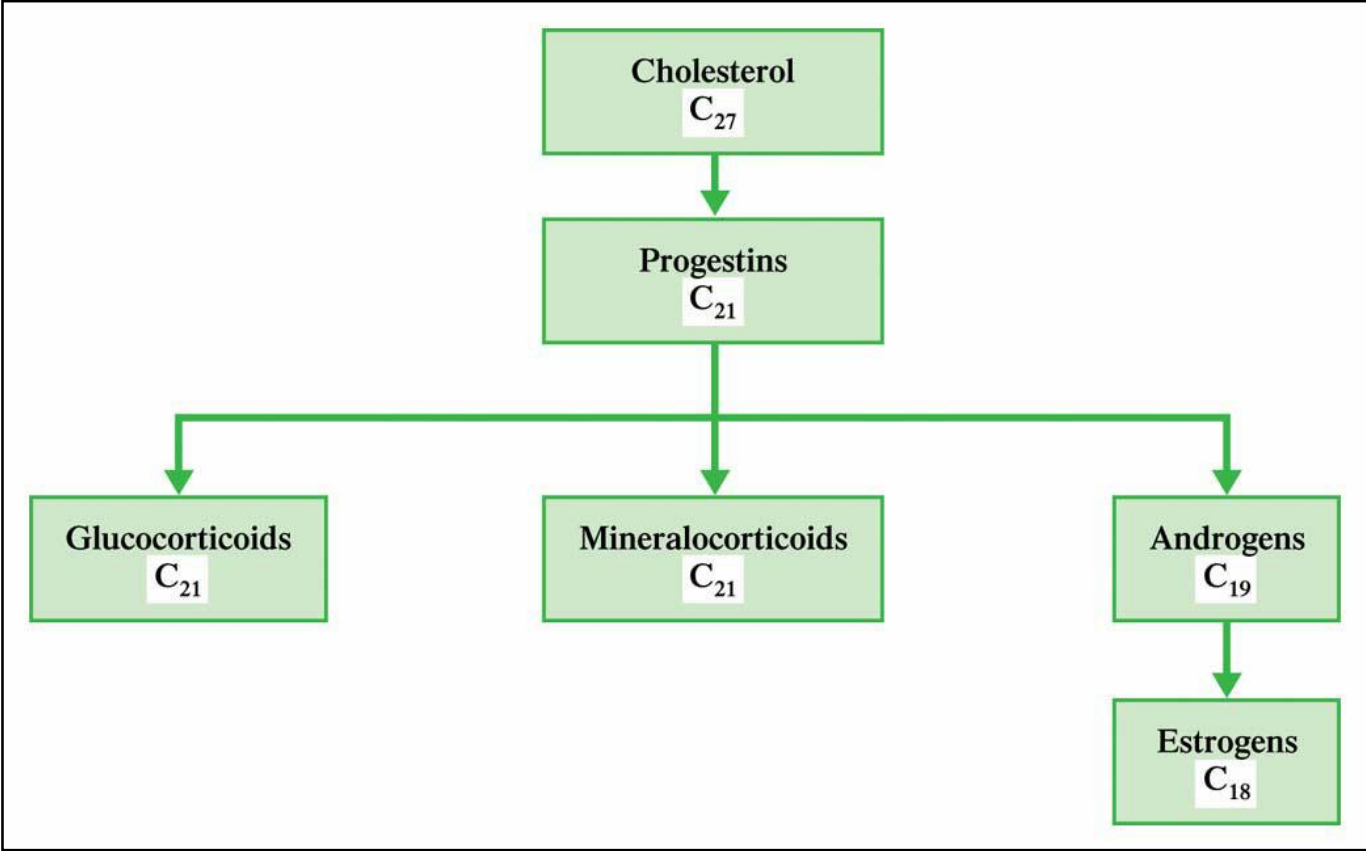 Cholesterol
C₂₇
Progestins
C₂₁
Glucocorticoids
C₂₁
Mineralocorticoids
C₂₁
Androgens
C₁₉
Estrogens
C₁₈